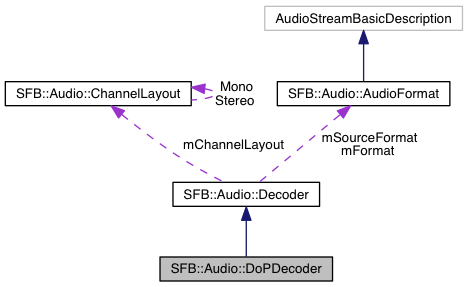 AudioStreamBasicDescription
SFB::Audio::ChannelLayout
Mono
Stereo
SFB::Audio::AudioFormat
mChannelLayout
mSourceFormat
mFormat
SFB::Audio::Decoder
SFB::Audio::DoPDecoder